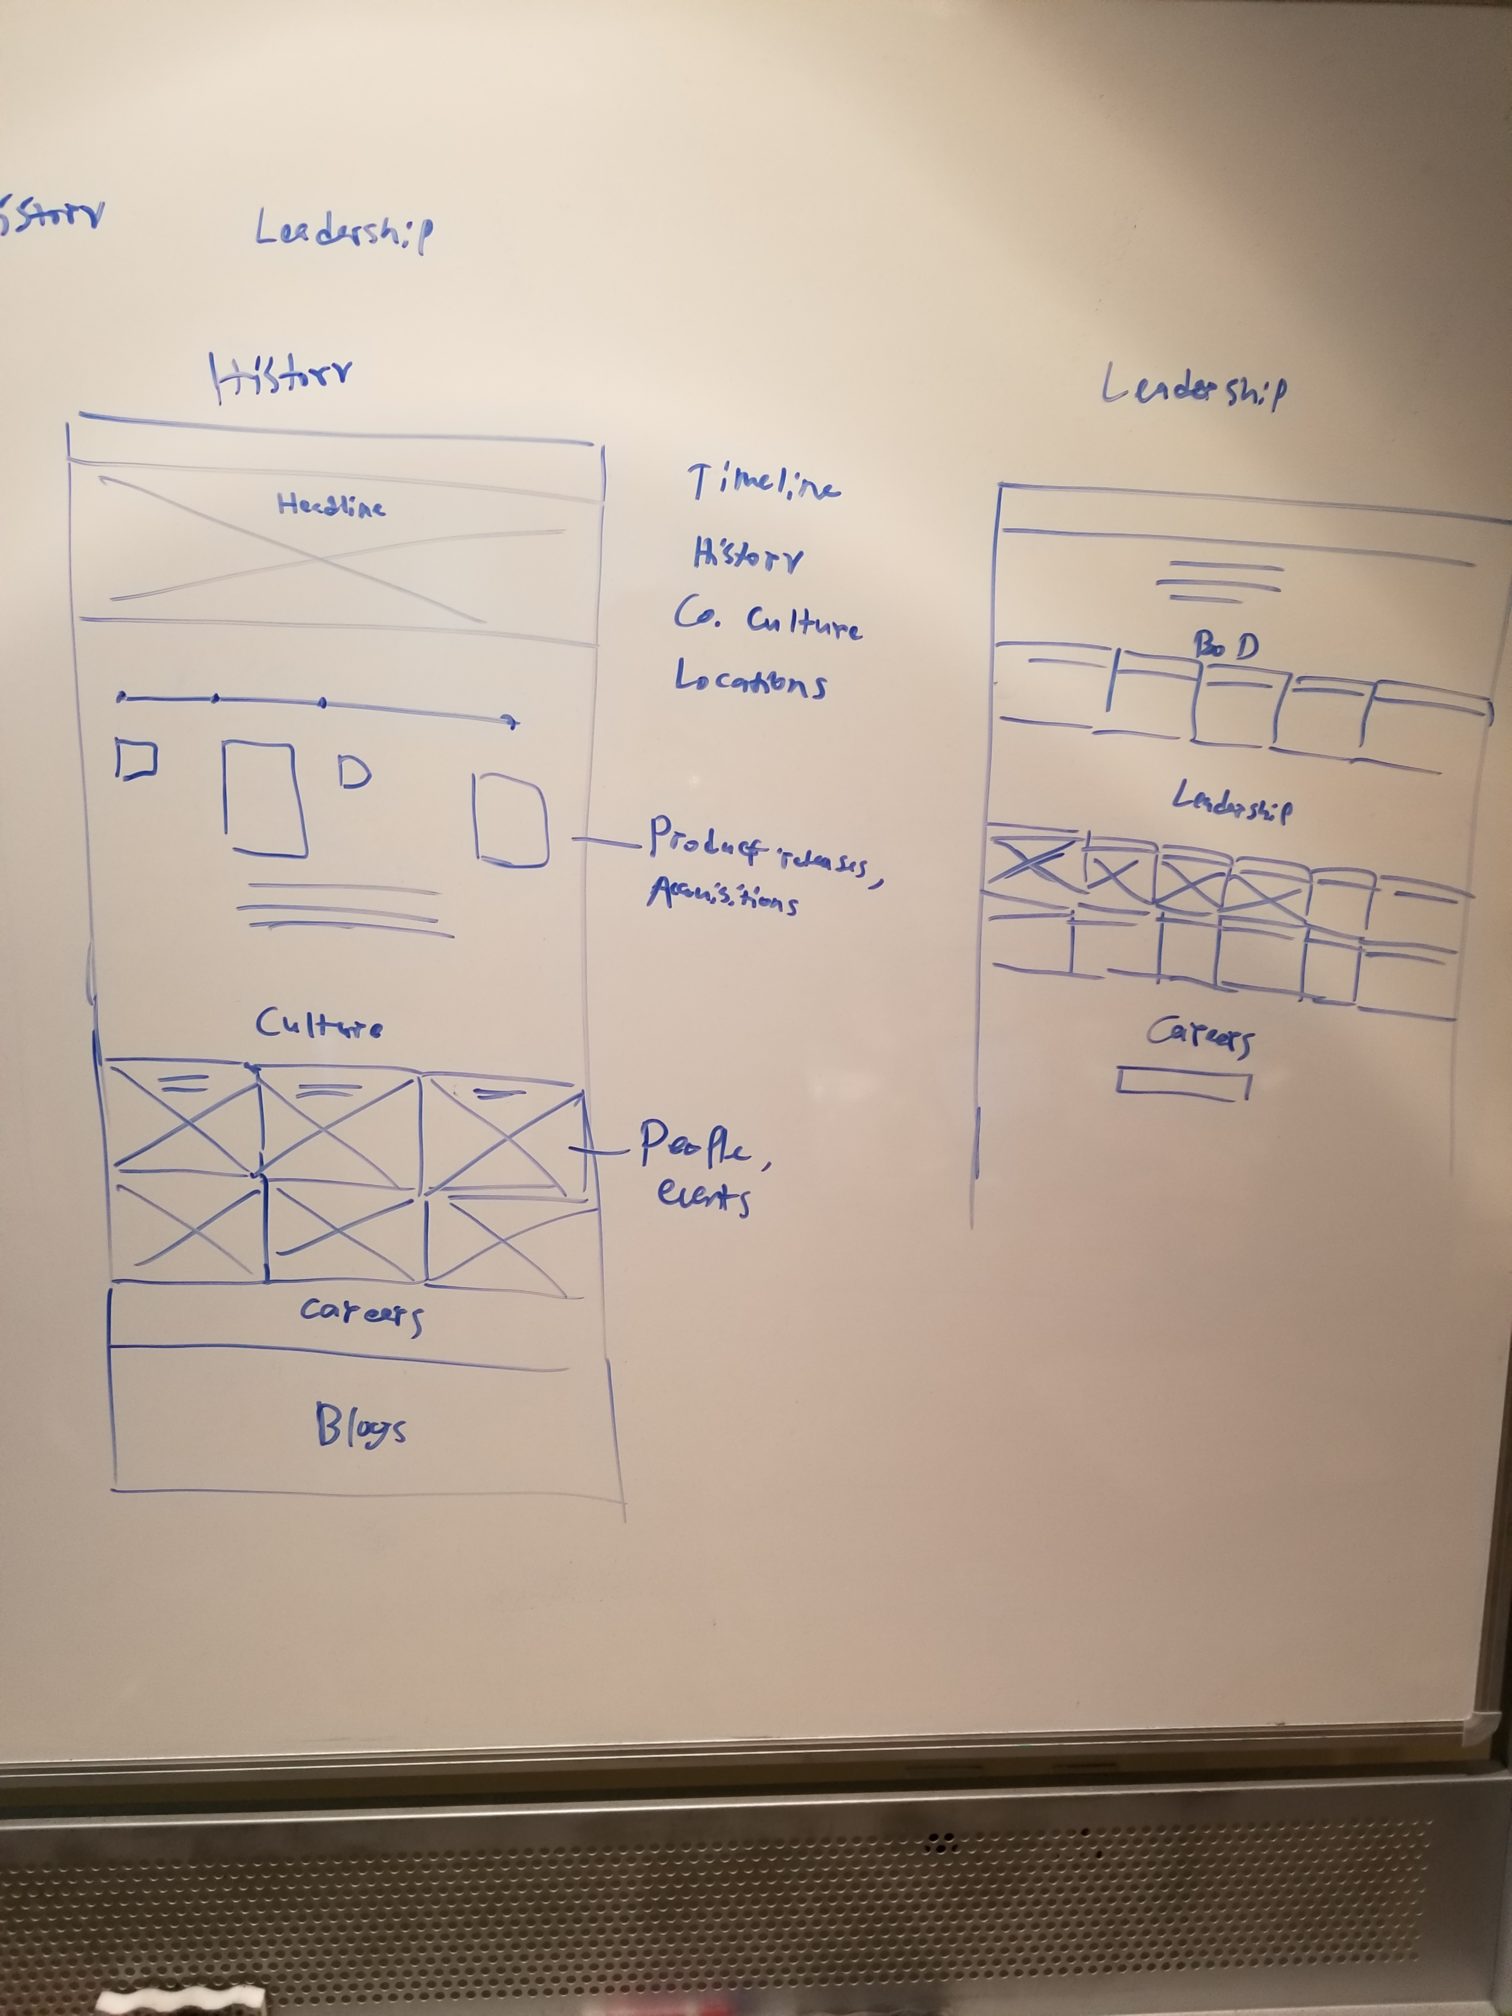 istory
Leadership
History
Headline
Timeline
History
Co. Culture
Locations
Product releases,
Acquisitions
Culture
People,
events
Careers
Blogs
Leadership
BoD
Leadership
Careers